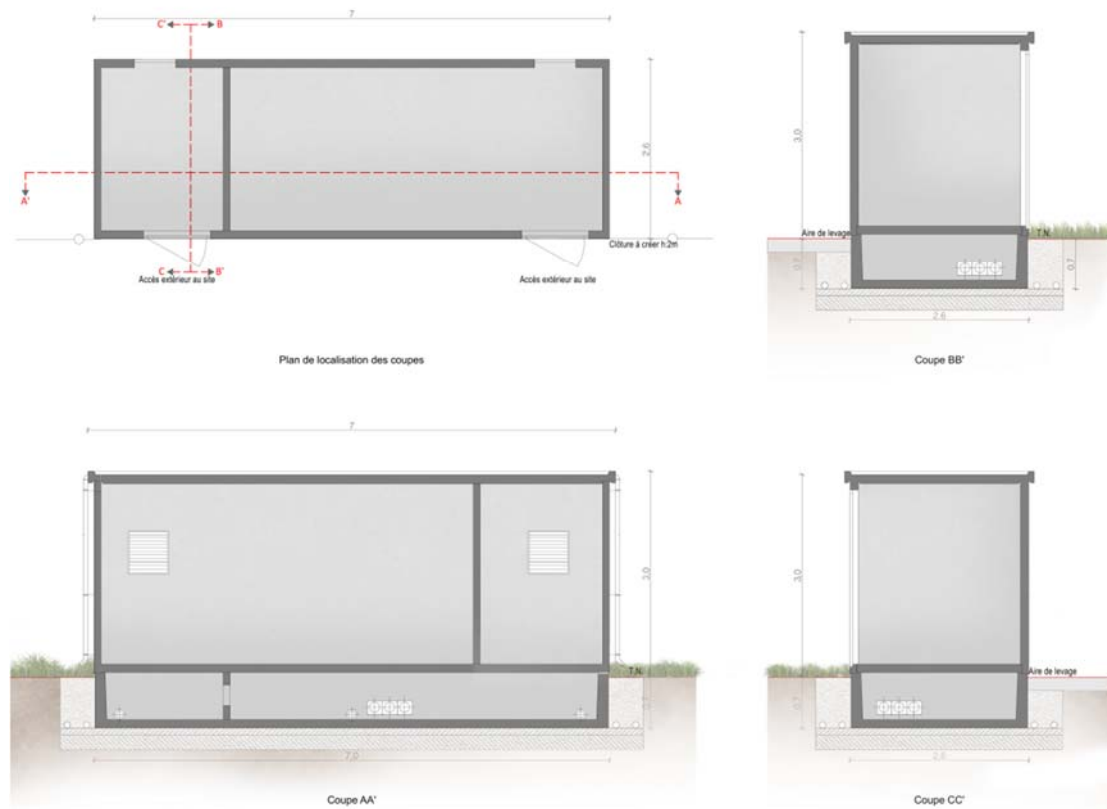 7
C' B
2.6
A' A
Clôture à créer h:2m
C B'
Accès extérieur au site
Accès extérieur au site
Plan de localisation des coupes
3.0
Aire de levage
T.N.
0.7
0.7
2.6
Coupe BB'
7
3.0
T.N.
0.7
7.0
Coupe AA'
3.0
Aire de levage
0.7
2.6
Coupe CC'